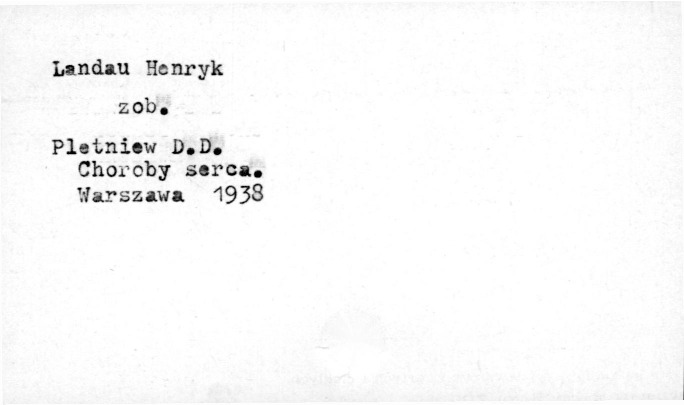 Landau Henryk
zob.
Pletniew D.D.
Choroby serca.
Warszawa 1938